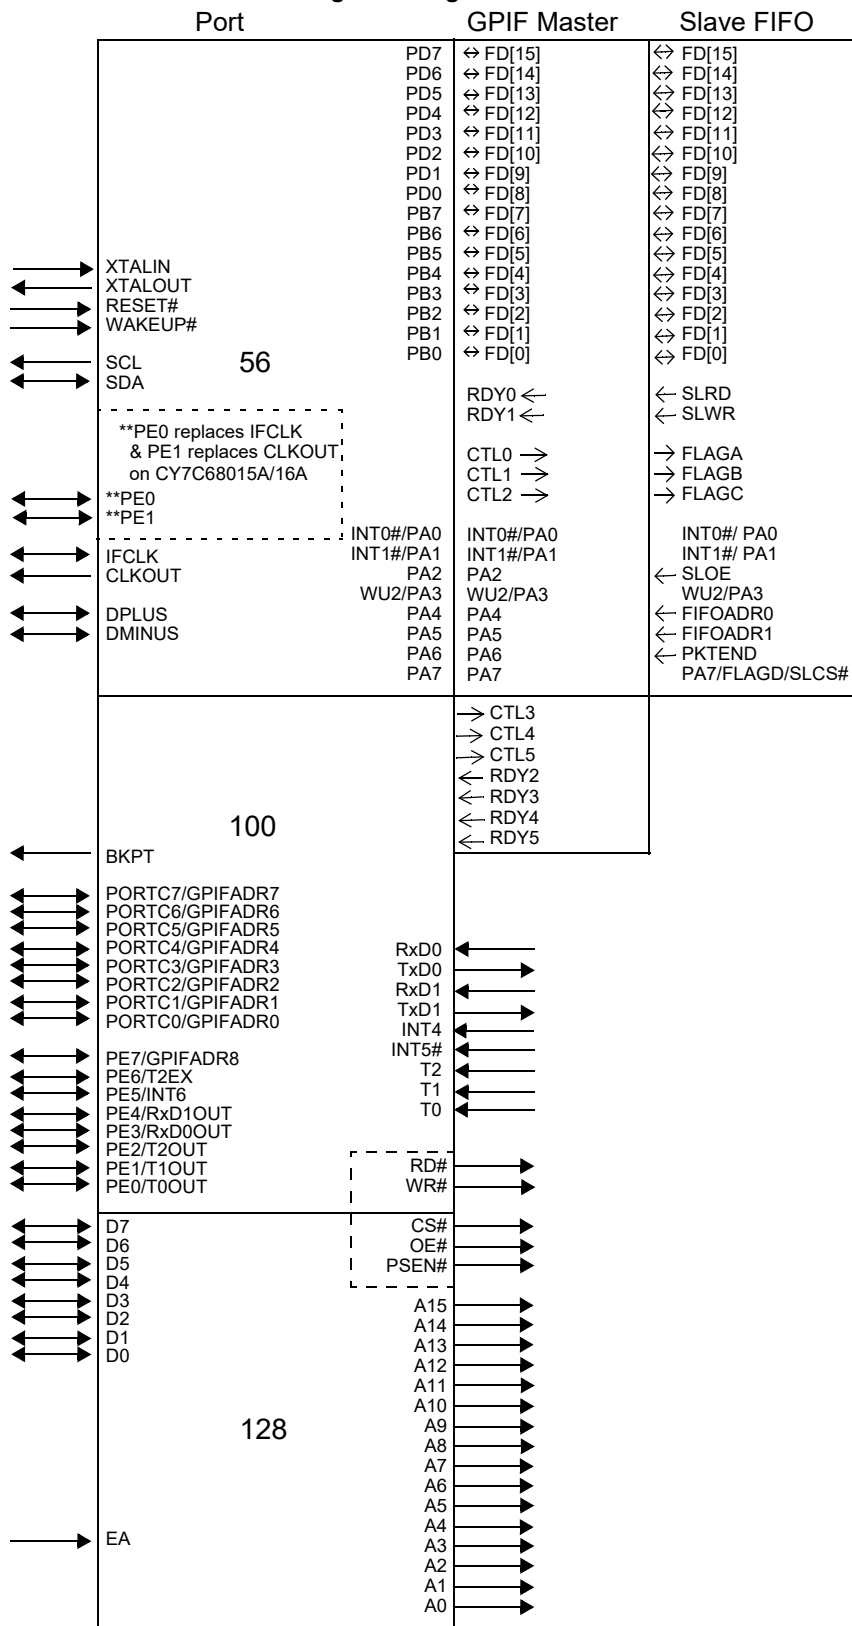 Port GPIF Master Slave FIFO
PD7 FD[15] FD[15]
PD6 FD[14] FD[14]
PD5 FD[13] FD[13]
PD4 FD[12] FD[12]
PD3 FD[11] FD[11]
PD2 FD[10] FD[10]
PD1 FD[9] FD[9]
PD0 FD[8] FD[8]
PB7 FD[7] FD[7]
PB6 FD[6] FD[6]
PB5 FD[5] FD[5]
XTALIN PB4 FD[4] FD[4]
XTALOUT PB3 FD[3] FD[3]
RESET# PB2 FD[2] FD[2]
WAKEUP# PB1 FD[1] FD[1]
SCL 56 PB0 FD[0] FD[0]
SDA
RDY0 SLRD
RDY1 SLWR
**PE0 replaces IFCLK
& PE1 replaces CLKOUT CTL0 FLAGA
on CY7C68015A/16A CTL1 FLAGB
**PE0 CTL2 FLAGC
**PE1
INT0#/PA0 INT0#/PA0 INT0#/ PA0
IFCLK INT1#/PA1 INT1#/PA1 INT1#/ PA1
CLKOUT PA2 PA2 SLOE
WU2/PA3 WU2/PA3 WU2/PA3
DPLUS PA4 PA4 FIFOADR0
DMINUS PA5 PA5 FIFOADR1
PA6 PA6 PKTEND
PA7 PA7 PA7/FLAGD/SLCS#
CTL3
CTL4
CTL5
RDY2
RDY3
100 RDY4
RDY5
BKPT
PORTC7/GPIFADR7
PORTC6/GPIFADR6
PORTC5/GPIFADR5
PORTC4/GPIFADR4 RxD0
PORTC3/GPIFADR3 TxD0
PORTC2/GPIFADR2 RxD1
PORTC1/GPIFADR1 TxD1
PORTC0/GPIFADR0 INT4
INT5#
PE7/GPIFADR8 T2
PE6/T2EX T1
PE5/INT6 T0
PE4/RxD1OUT
PE3/RxD0OUT
PE2/T2OUT
PE1/T1OUT RD#
PE0/T0OUT WR#
D7 CS#
D6 OE#
D5 PSEN#
D4
D3 A15
D2 A14
D1 A13
D0 A12
A11
A10
128 A9
A8
A7
A6
A5
A4
EA A3
A2
A1
A0